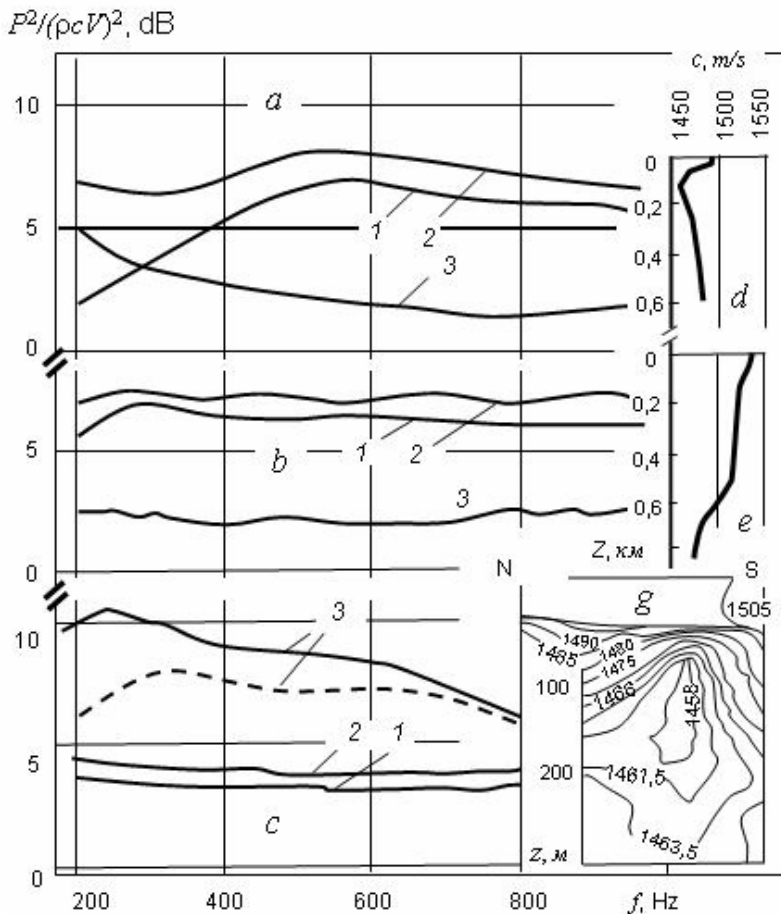 P²/(ρcV)², dB
c, m/s
1450 1500 1550
10
a
0
0,2
5
1 2
3
0,4
0,6
d
0
0
0,2
5
b
1 2
0,4
3
0,6
e
Z, км
0
N S
g
1505
10
3
1490
1485
1480
1475
100
1466
1458
2 1
5
200
1461,5
c
1463,5
Z, м
0
200 400 600 800 f, Hz